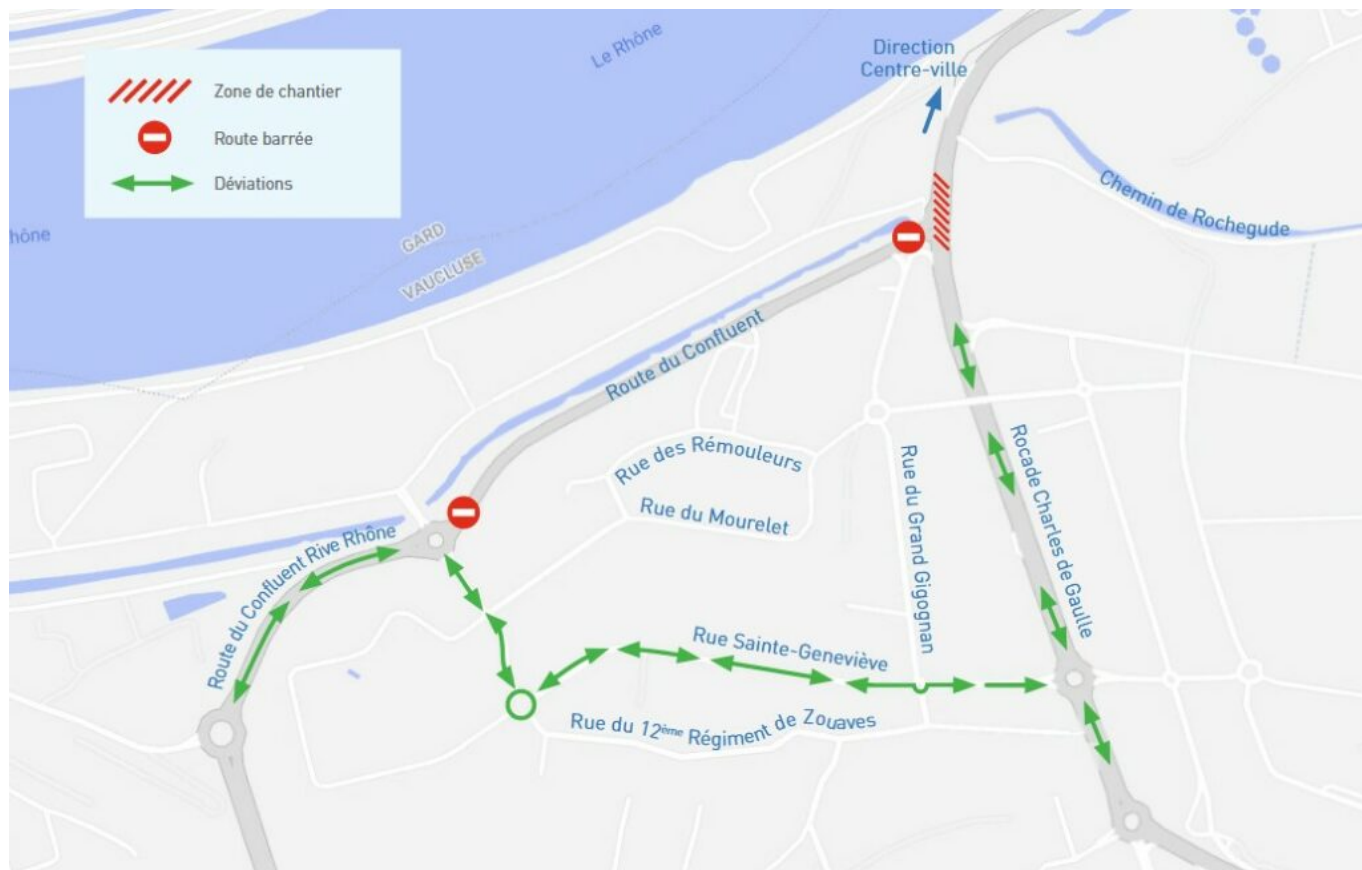 Zone de chantier
Route barrée
Déviations
Le Rhône
Direction
Centre-ville
Chemin de Rochegude
hône
GARD
VAUCLUSE
Route du Confluent
Rue des Rémouleurs
Rue du Mourelet
Rue du Grand Gigognan
Rocade Charles de Gaulle
Route du Confluent Rive Rhône
Rue Sainte-Geneviève
Rue du 12ème Régiment de Zouaves